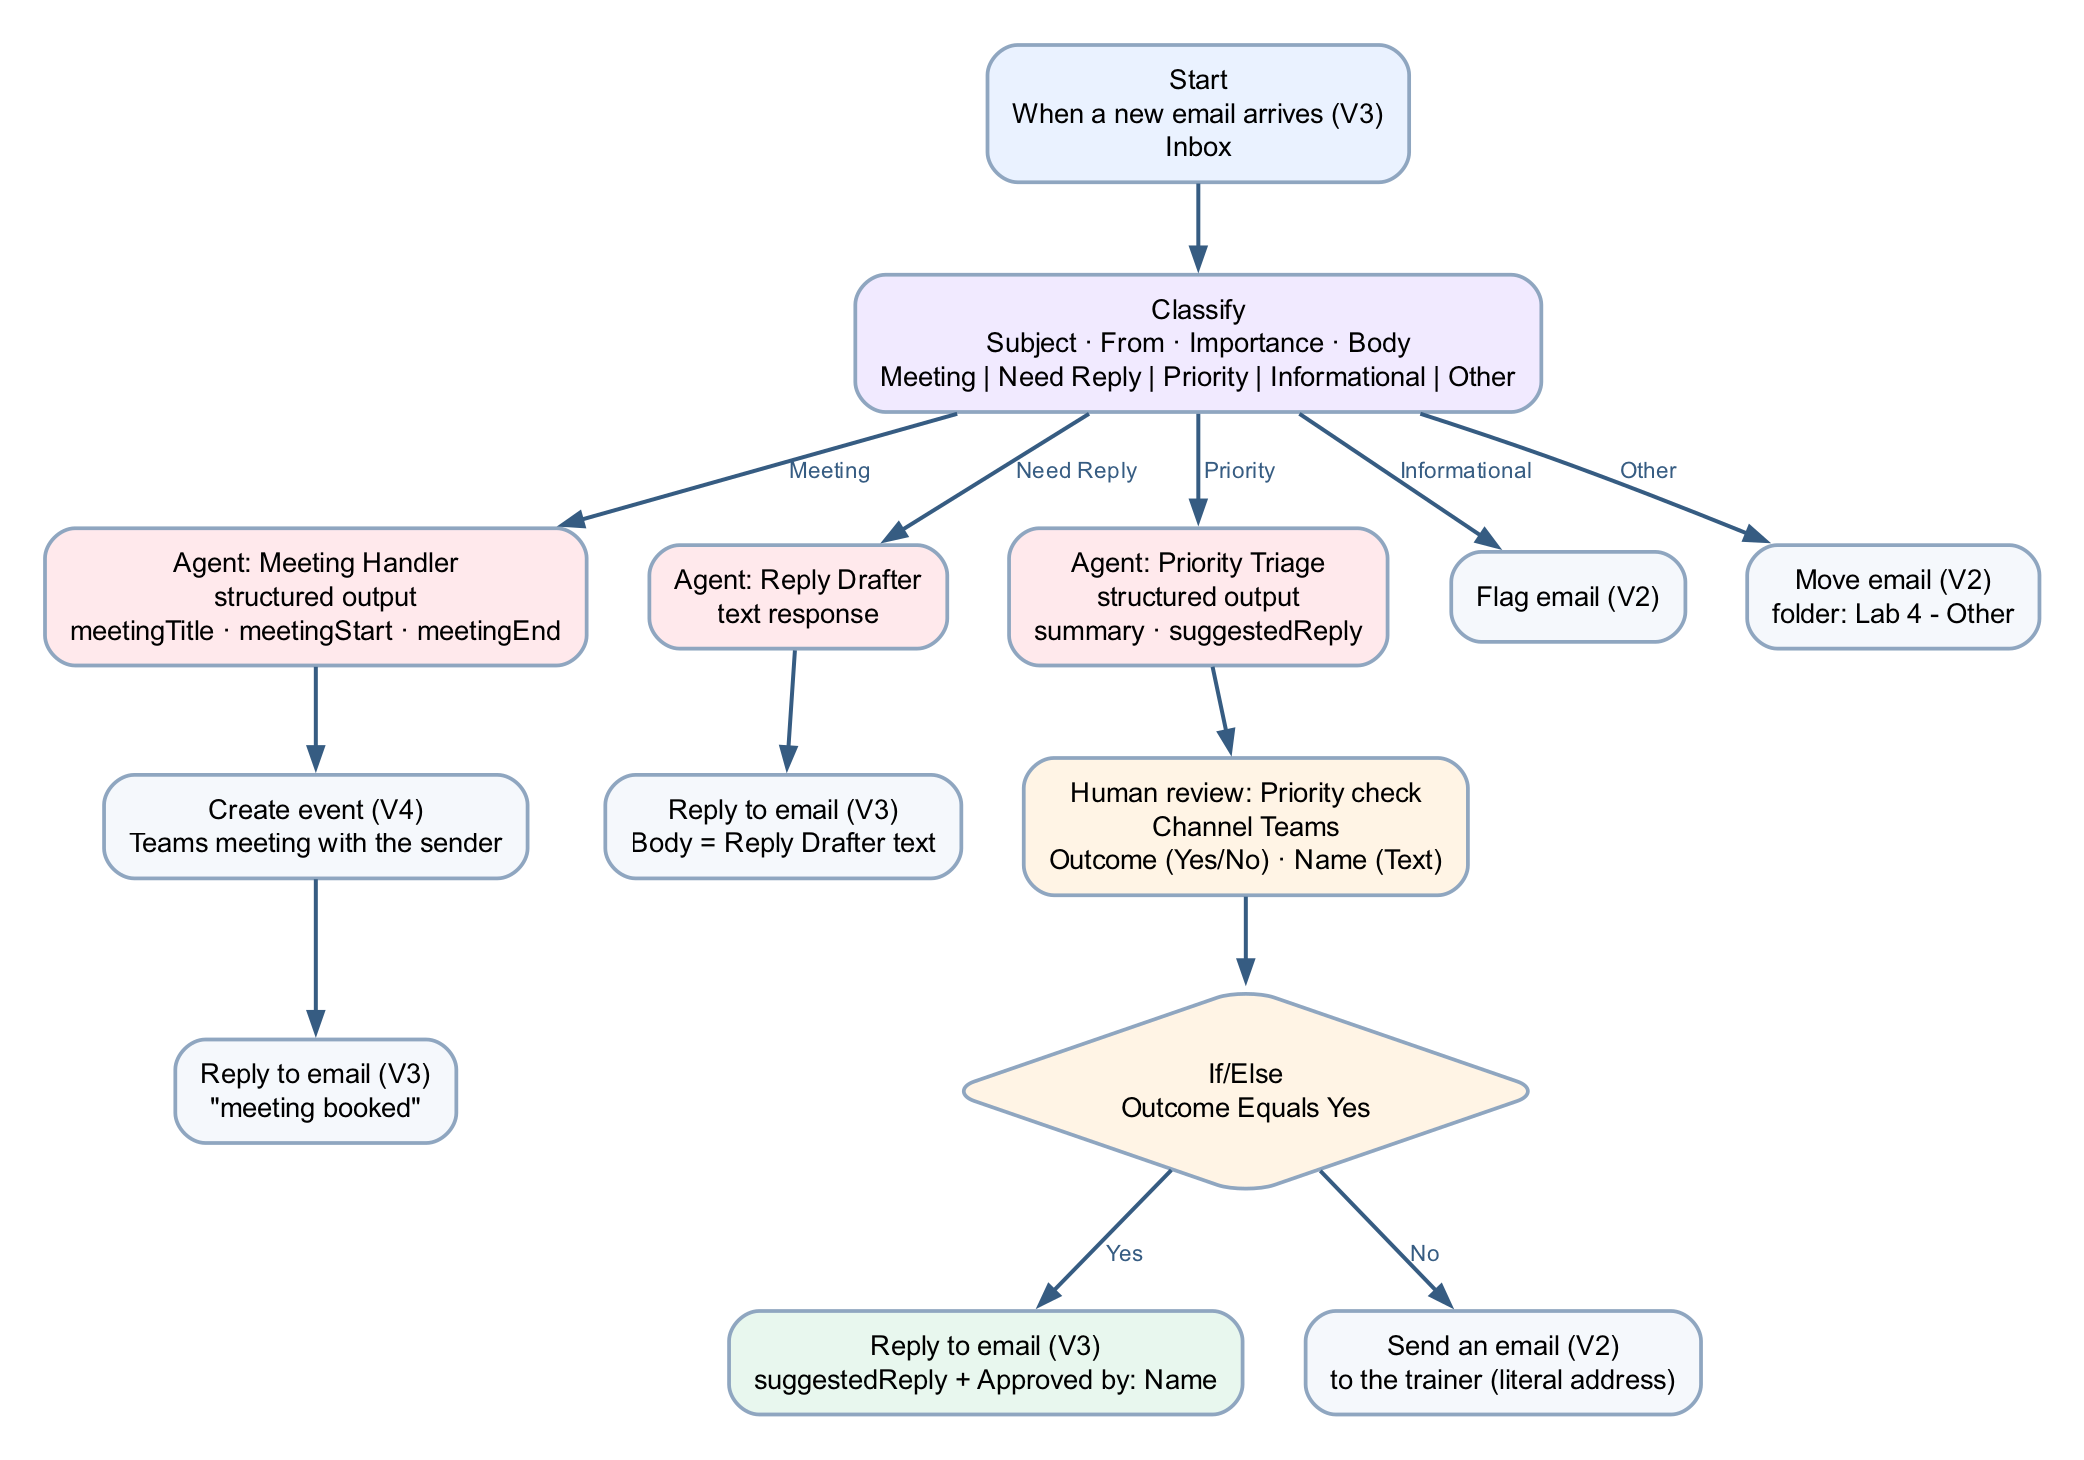 Start
When a new email arrives (V3)
Inbox
Classify
Subject · From · Importance · Body
Meeting | Need Reply | Priority | Informational | Other
Meeting
Need Reply
Priority
Informational
Other
Agent: Meeting Handler
structured output
meetingTitle · meetingStart · meetingEnd
Agent: Reply Drafter
text response
Agent: Priority Triage
structured output
summary · suggestedReply
Flag email (V2)
Move email (V2)
folder: Lab 4 - Other
Create event (V4)
Teams meeting with the sender
Reply to email (V3)
Body = Reply Drafter text
Human review: Priority check
Channel Teams
Outcome (Yes/No) · Name (Text)
Reply to email (V3)
"meeting booked"
If/Else
Outcome Equals Yes
Yes
No
Reply to email (V3)
suggestedReply + Approved by: Name
Send an email (V2)
to the trainer (literal address)